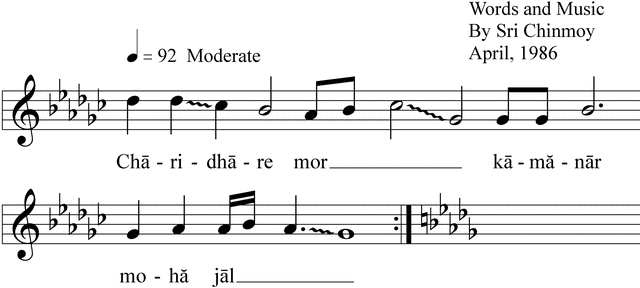 Words and Music
By Sri Chinmoy
April, 1986
= 92 Moderate
Chā - ri - dhā - re mor
kā - mă - nār
mo - hă jāl